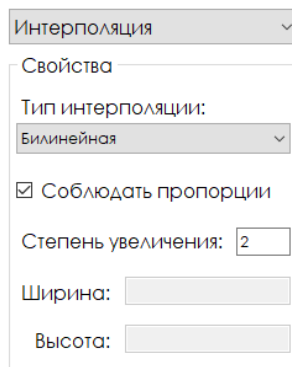 Интерполяция
Свойства
Тип интерполяции:
Билинейная
Соблюдать пропорции
Степень увеличения: 2
Ширина:
Высота: